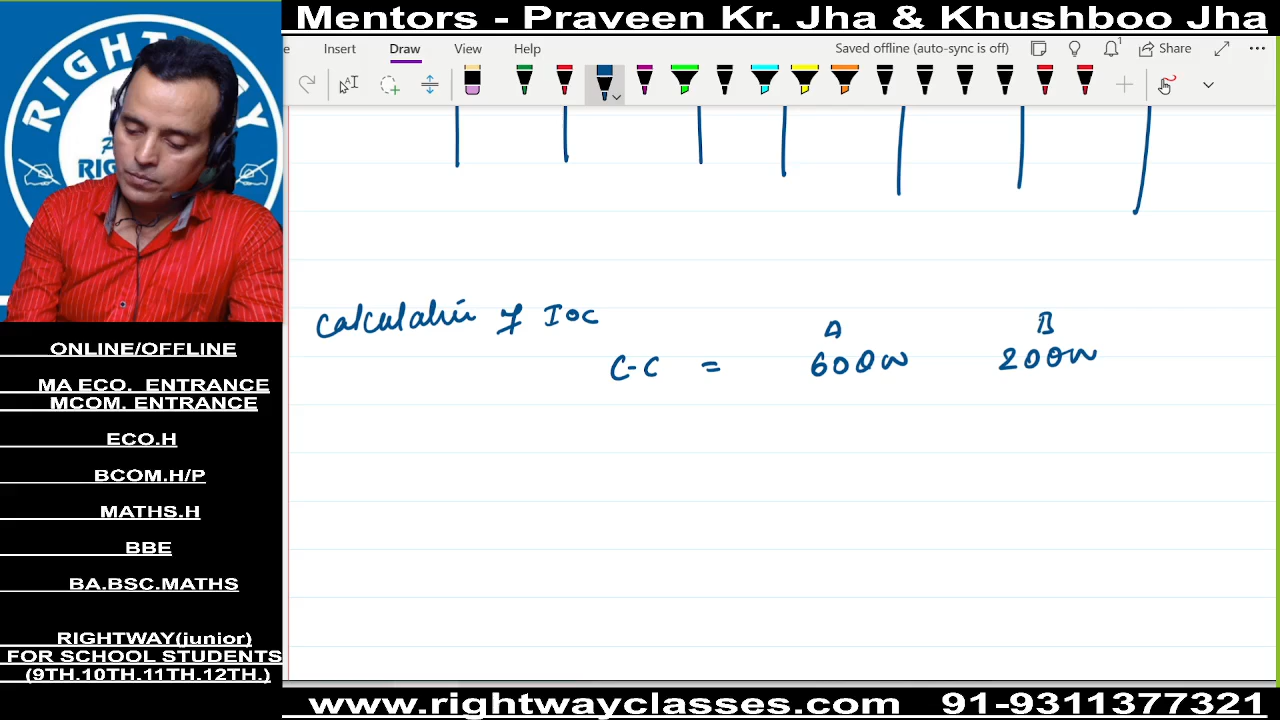 Mentors - Praveen Kr. Jha & Khushboo Jha
Insert Draw View Help Saved offline (auto-sync is off) Share
RIGHTWAY
RIGHT
ONLINE/OFFLINE
MA ECO. ENTRANCE
MCOM. ENTRANCE
ECO.H
BCOM.H/P
MATHS.H
BBE
BA.BSC.MATHS
RIGHTWAY(junior)
FOR SCHOOL STUDENTS
(9TH.10TH.11TH.12TH.)
Calculation of IOC
A B
C-C =
www.rightwayclasses.com 91-9311377321